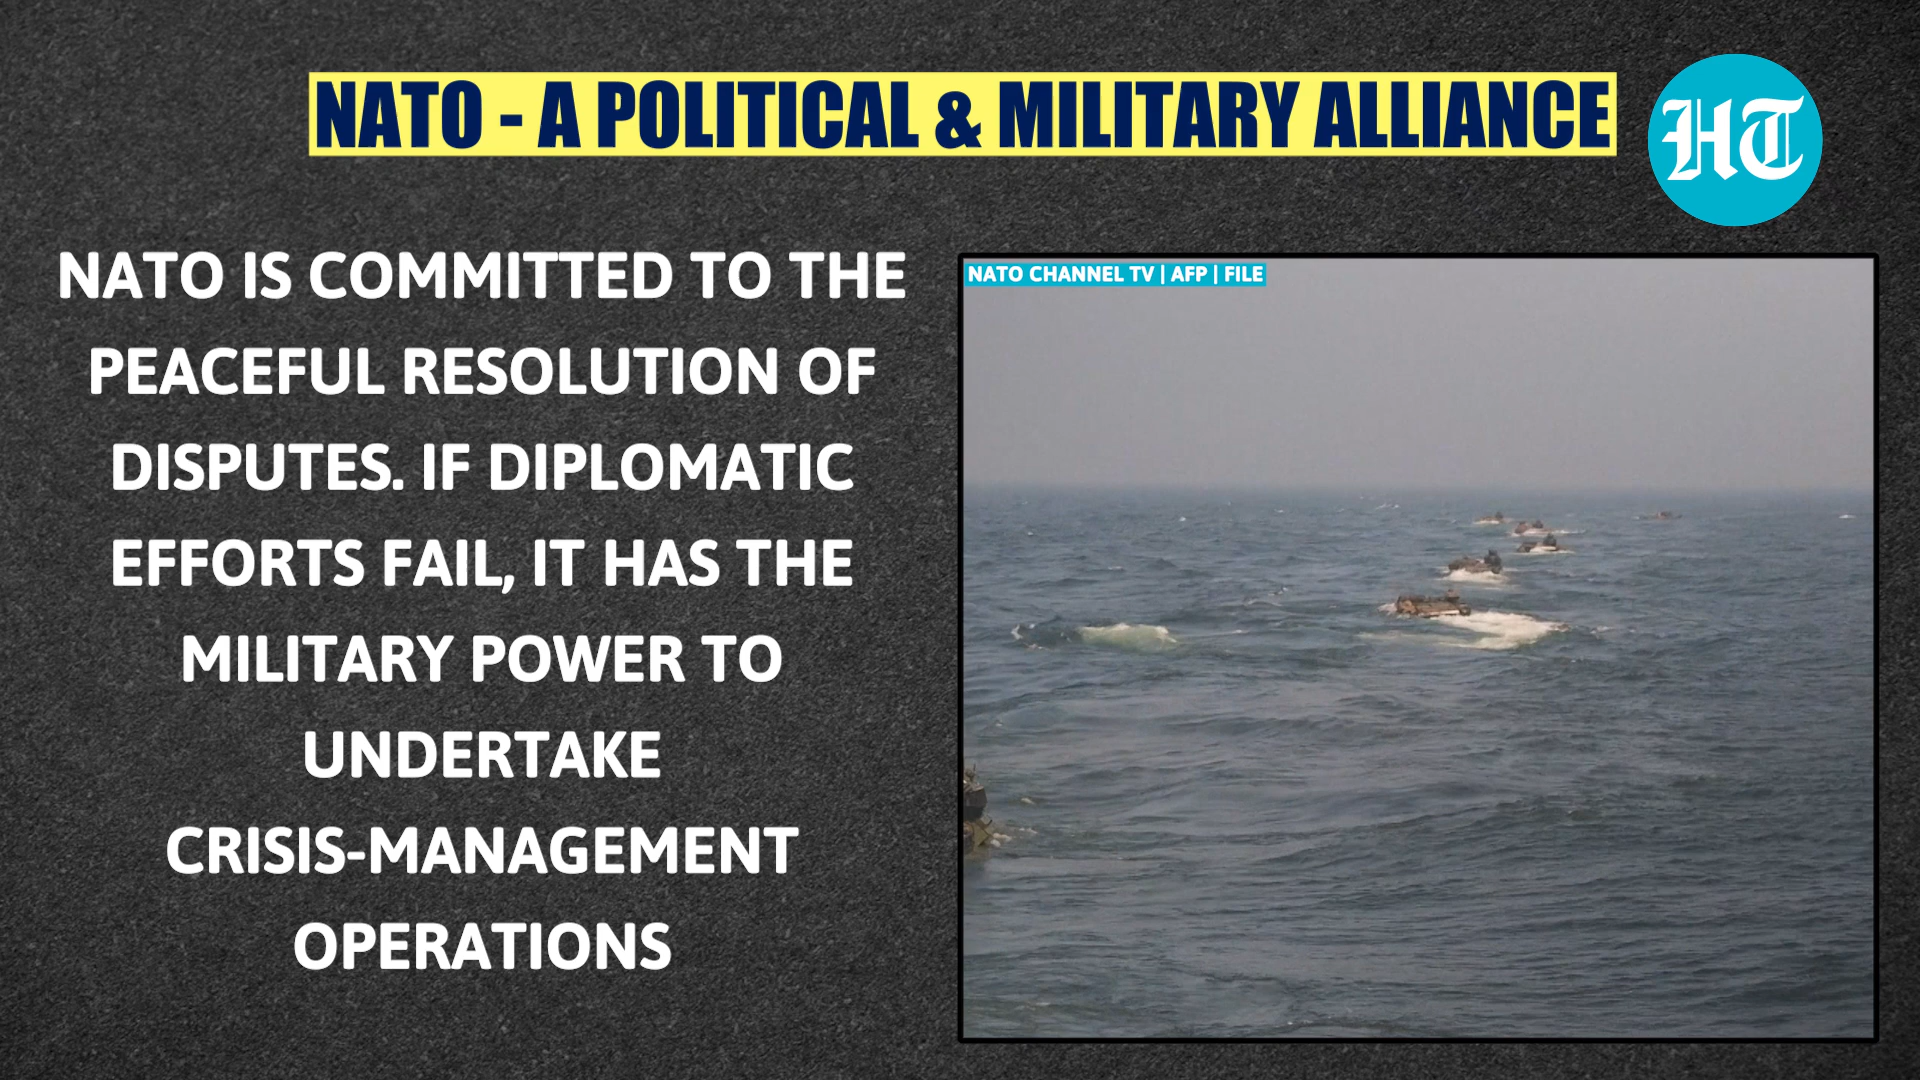 NATO - A POLITICAL & MILITARY ALLIANCE
HT
NATO IS COMMITTED TO THE
PEACEFUL RESOLUTION OF
DISPUTES. IF DIPLOMATIC
EFFORTS FAIL, IT HAS THE
MILITARY POWER TO
UNDERTAKE
CRISIS-MANAGEMENT
OPERATIONS
NATO CHANNEL TV | AFP | FILE